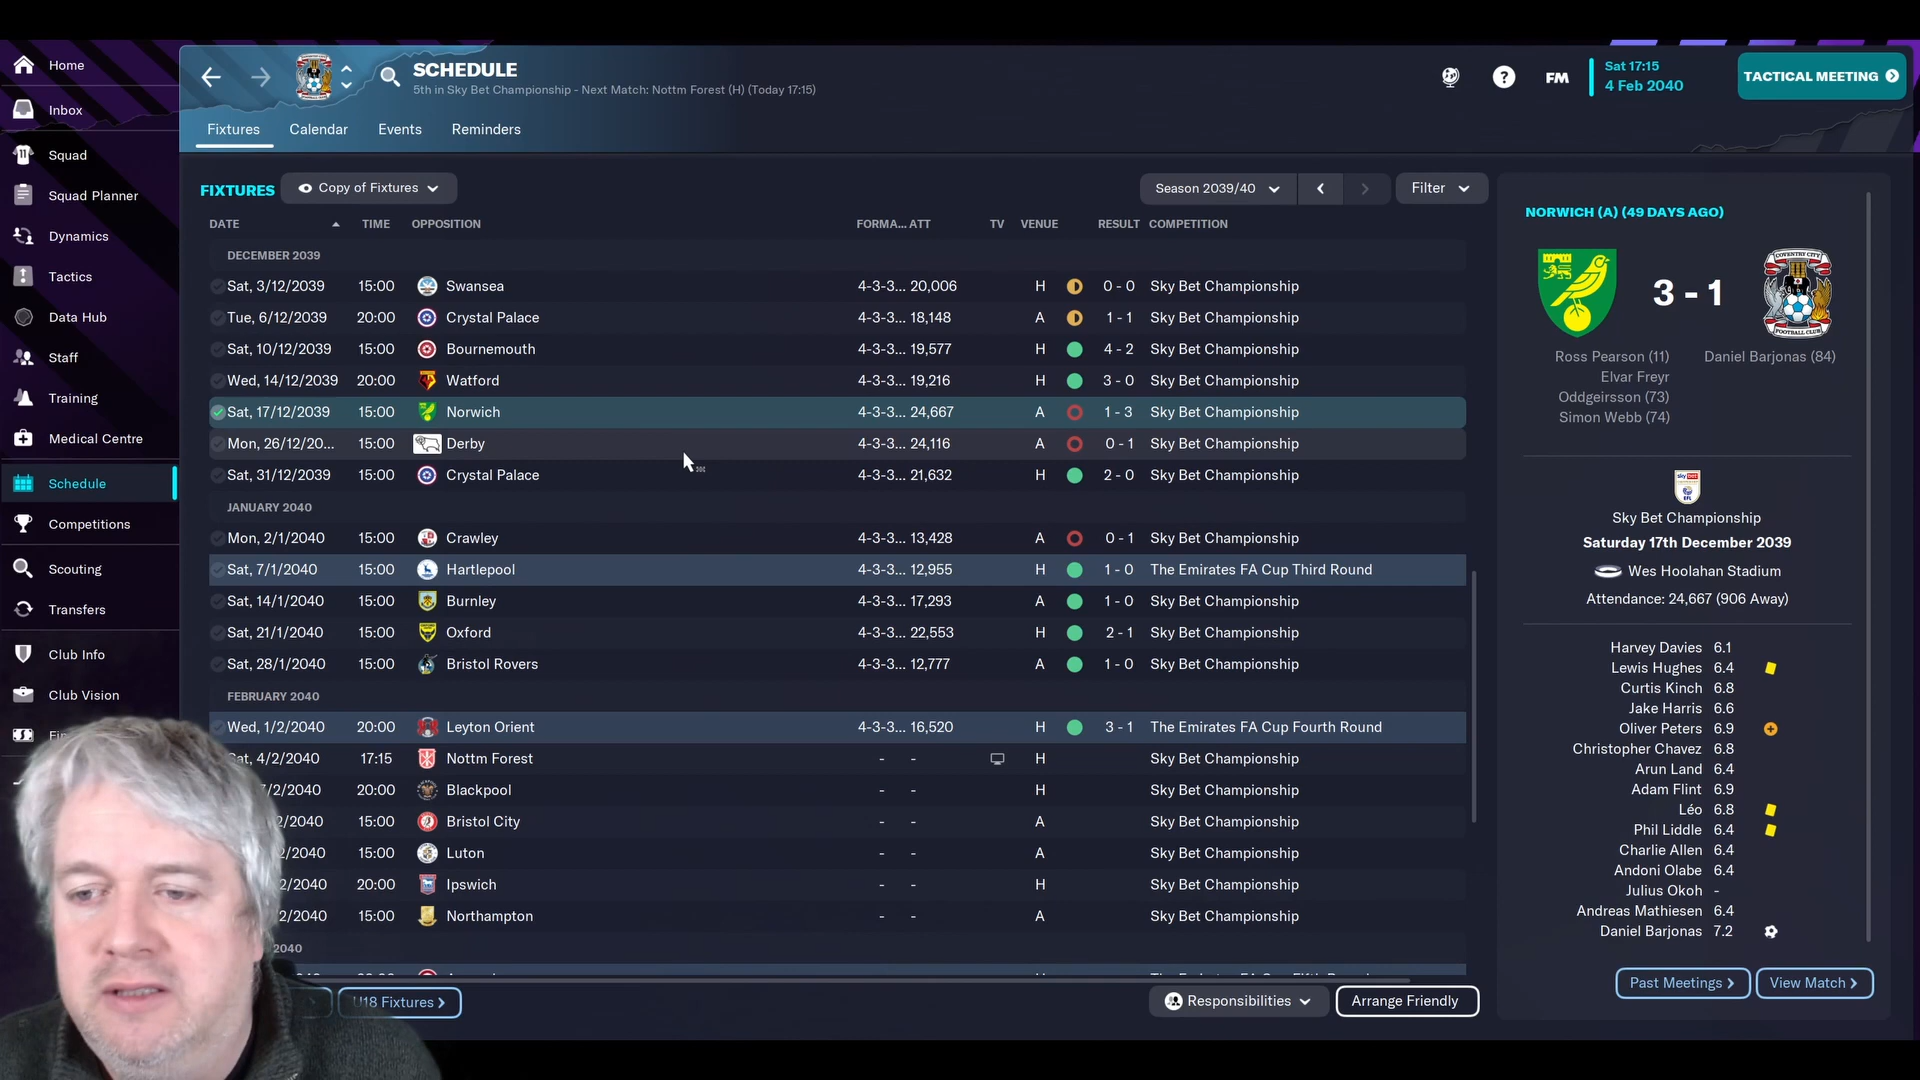 Home
Inbox
Squad
Squad Planner
Dynamics
Tactics
Data Hub
Staff
Training
Medical Centre
Schedule
Competitions
Scouting
Transfers
Club Info
Club Vision
SCHEDULE
5th in Sky Bet Championship - Next Match: Nottm Forest (H) (Today 17:15)
FM
Sat 17:15
4 Feb 2040
TACTICAL MEETING
Fixtures Calendar Events Reminders
FIXTURES Copy of Fixtures Season 2039/40 Filter
DATE TIME OPPOSITION FORMA... ATT TV VENUE RESULT COMPETITION
DECEMBER 2039
Sat, 3/12/2039 15:00 Swansea 4-3-3... 20,006 H 0 - 0 Sky Bet Championship
Tue, 6/12/2039 20:00 Crystal Palace 4-3-3... 18,148 A 1 - 1 Sky Bet Championship
Sat, 10/12/2039 15:00 Bournemouth 4-3-3... 19,577 H 4 - 2 Sky Bet Championship
Wed, 14/12/2039 20:00 Watford 4-3-3... 19,216 H 3 - 0 Sky Bet Championship
Sat, 17/12/2039 15:00 Norwich 4-3-3... 24,667 A 1 - 3 Sky Bet Championship
Mon, 26/12/20... 15:00 Derby 4-3-3... 24,116 A 0 - 1 Sky Bet Championship
Sat, 31/12/2039 15:00 Crystal Palace 4-3-3... 21,632 H 2 - 0 Sky Bet Championship
JANUARY 2040
Mon, 2/1/2040 15:00 Crawley 4-3-3... 13,428 A 0 - 1 Sky Bet Championship
Sat, 7/1/2040 15:00 Hartlepool 4-3-3... 12,955 H 1 - 0 The Emirates FA Cup Third Round
Sat, 14/1/2040 15:00 Burnley 4-3-3... 17,293 A 1 - 0 Sky Bet Championship
Sat, 21/1/2040 15:00 Oxford 4-3-3... 22,553 H 2 - 1 Sky Bet Championship
Sat, 28/1/2040 15:00 Bristol Rovers 4-3-3... 12,777 A 1 - 0 Sky Bet Championship
FEBRUARY 2040
Wed, 1/2/2040 20:00 Leyton Orient 4-3-3... 16,520 H 3 - 1 The Emirates FA Cup Fourth Round
4/2/2040 17:15 Nottm Forest - - H Sky Bet Championship
/2/2040 20:00 Blackpool - - H Sky Bet Championship
2/2040 15:00 Bristol City - - A Sky Bet Championship
2/2040 15:00 Luton - - A Sky Bet Championship
2/2040 20:00 Ipswich - - H Sky Bet Championship
2/2040 15:00 Northampton - - A Sky Bet Championship
2040
U18 Fixtures
Responsibilities
Arrange Friendly
NORWICH (A) (49 DAYS AGO)
3 - 1
Ross Pearson (11) Daniel Barjonas (84)
Elvar Freyr
Oddgeirsson (73)
Simon Webb (74)
Sky Bet Championship
Saturday 17th December 2039
Wes Hoolahan Stadium
Attendance: 24,667 (906 Away)
Harvey Davies 6.1
Lewis Hughes 6.4
Curtis Kinch 6.8
Jake Harris 6.6
Oliver Peters 6.9
Christopher Chavez 6.8
Arun Land 6.4
Adam Flint 6.9
Léo 6.8
Phil Liddle 6.4
Charlie Allen 6.4
Andoni Olabe 6.4
Julius Okoh -
Andreas Mathiesen 6.4
Daniel Barjonas 7.2
Past Meetings View Match